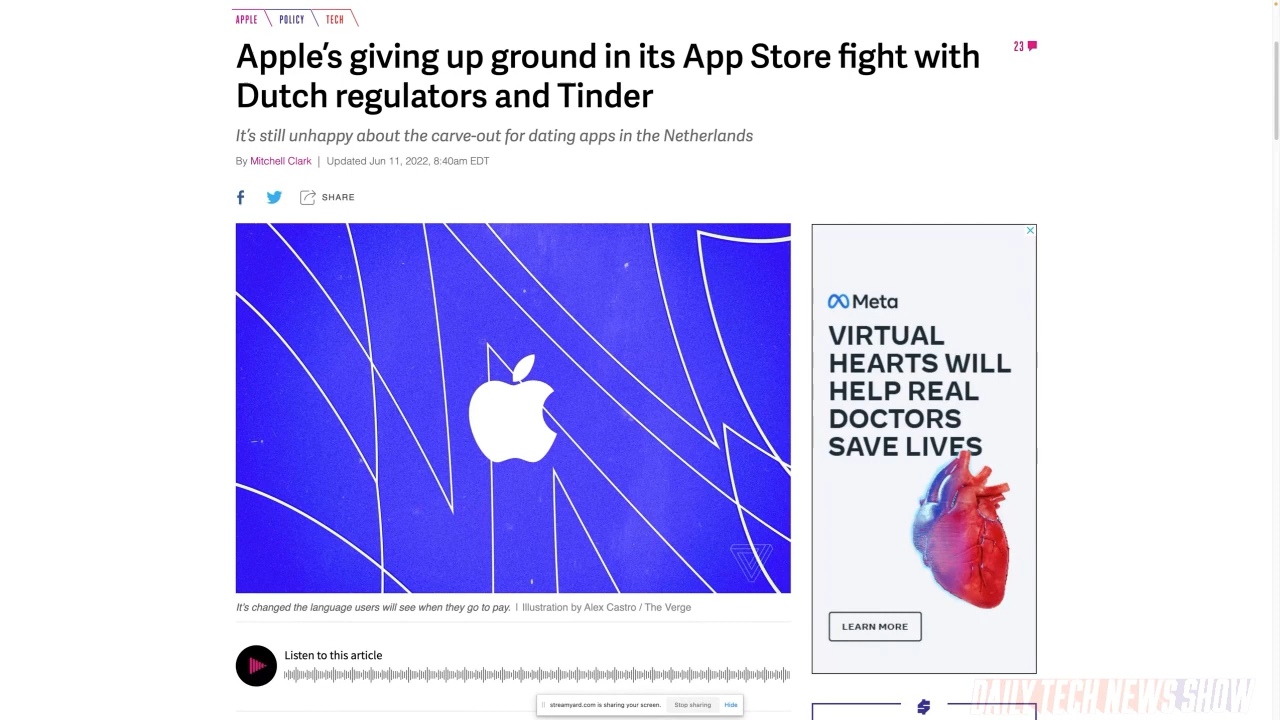 APPLE POLICY TECH
Apple’s giving up ground in its App Store fight with
Dutch regulators and Tinder
23
It’s still unhappy about the carve-out for dating apps in the Netherlands
By Mitchell Clark | Updated Jun 11, 2022, 8:40am EDT
SHARE
Meta
VIRTUAL
HEARTS WILL
HELP REAL
DOCTORS
SAVE LIVES
LEARN MORE
It’s changed the language users will see when they go to pay. | Illustration by Alex Castro / The Verge
Listen to this article
streamyard.com is sharing your screen. Stop sharing Hide
DAILY TECH NEWS SHOW